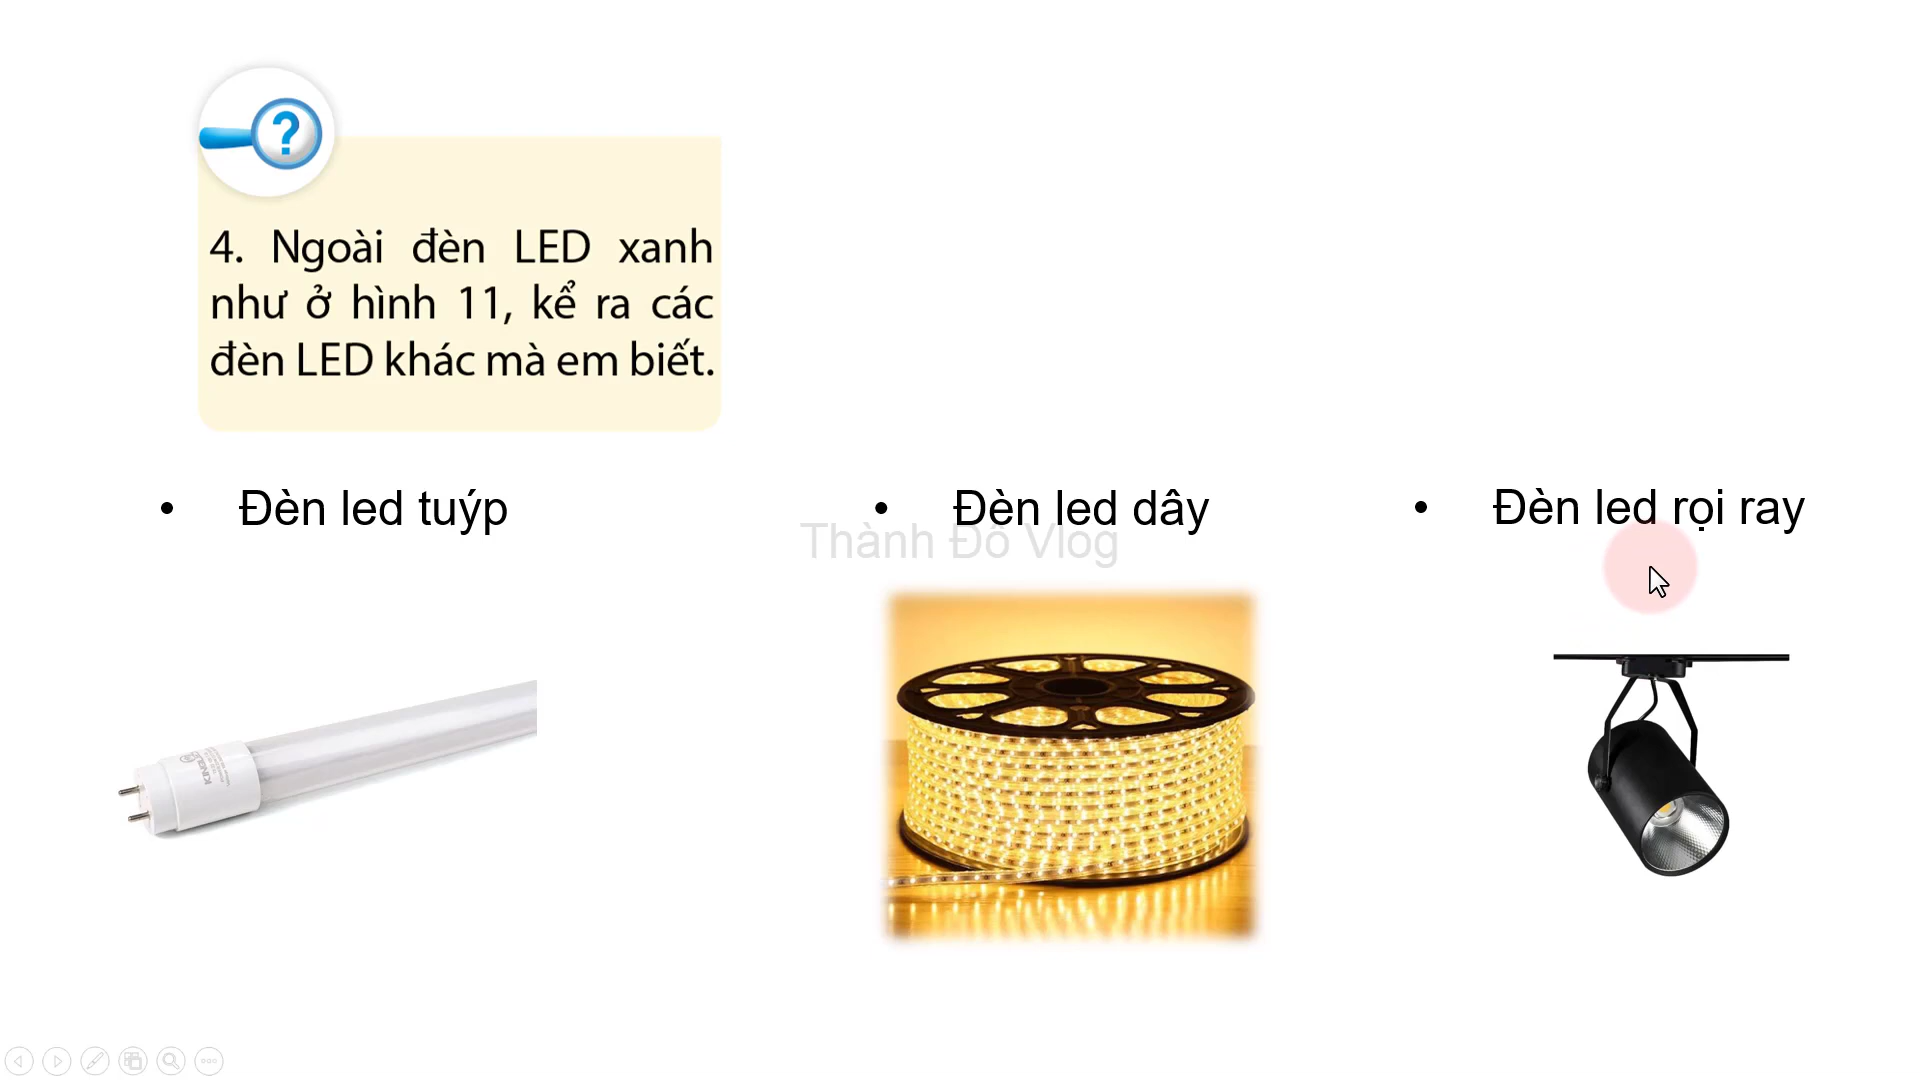 ?
4. Ngoài đèn LED xanh
như ở hình 11, kể ra các
đèn LED khác mà em biết.
• Đèn led tuýp
• Đèn led dây
• Đèn led rọi ray
Thành Đô Vlog